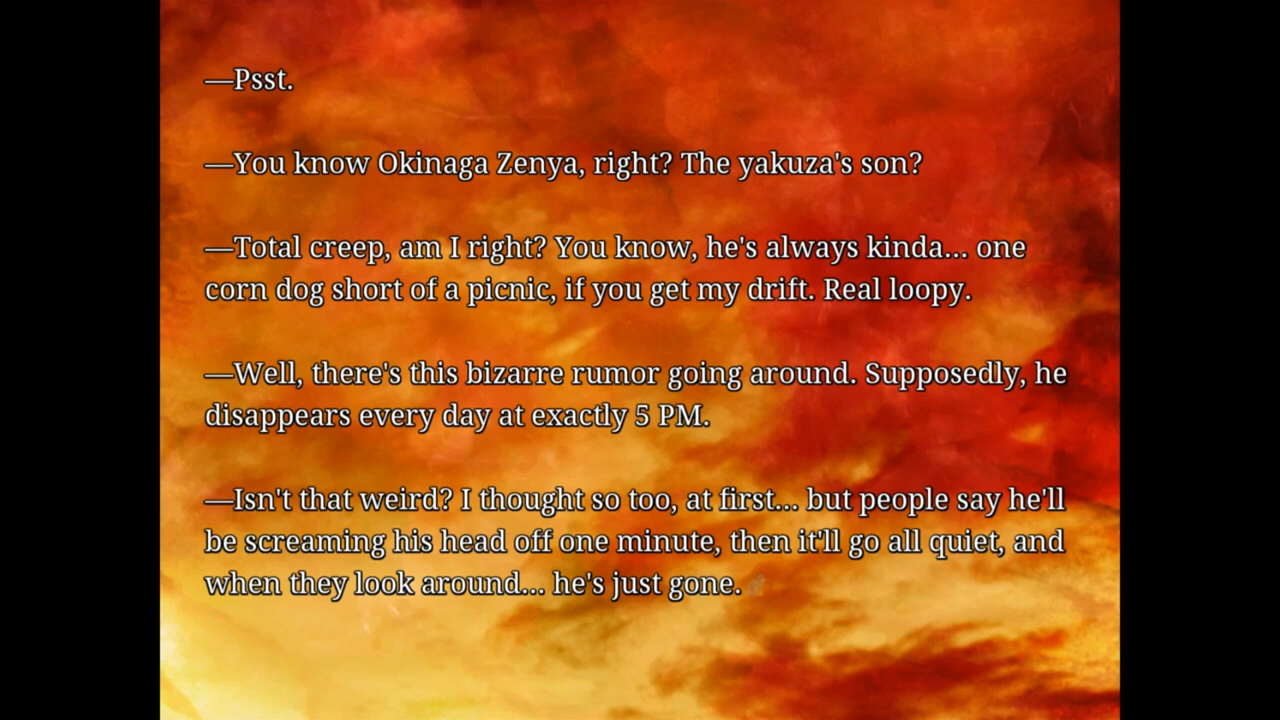 —Psst.
—You know Okinaga Zenya, right? The yakuza's son?
—Total creep, am I right? You know, he's always kinda... one
corn dog short of a picnic, if you get my drift. Real loopy.
—Well, there's this bizarre rumor going around. Supposedly, he
disappears every day at exactly 5 PM.
—Isn't that weird? I thought so too, at first... but people say he'll
be screaming his head off one minute, then it'll go all quiet, and
when they look around... he's just gone.